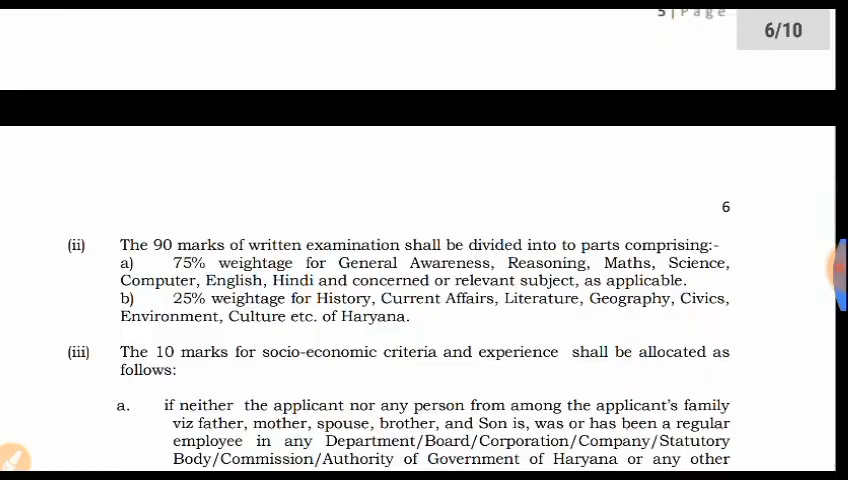 5 | Page
6/10
6
(ii) The 90 marks of written examination shall be divided into to parts comprising:-
a) 75% weightage for General Awareness, Reasoning, Maths, Science,
Computer, English, Hindi and concerned or relevant subject, as applicable.
b) 25% weightage for History, Current Affairs, Literature, Geography, Civics,
Environment, Culture etc. of Haryana.
(iii) The 10 marks for socio-economic criteria and experience shall be allocated as
follows:
a. if neither the applicant nor any person from among the applicant's family
viz father, mother, spouse, brother, and Son is, was or has been a regular
employee in any Department/Board/Corporation/Company/Statutory
Body/Commission/Authority of Government of Haryana or any other